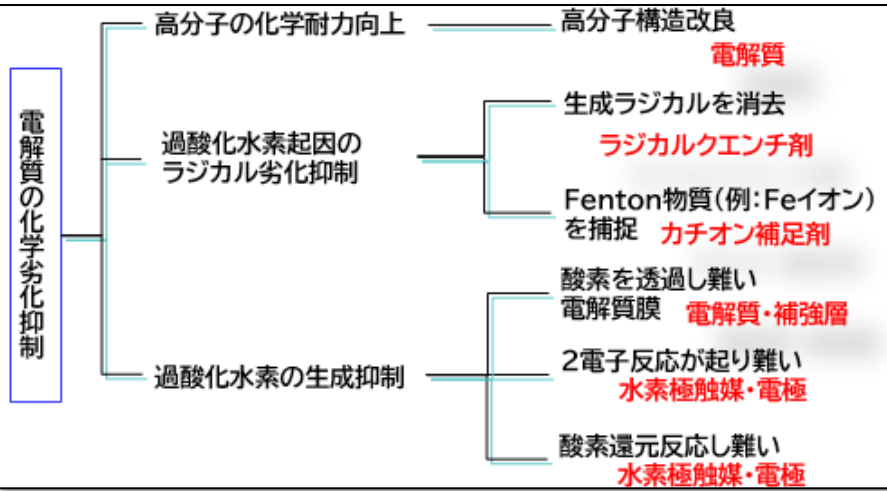 電解質の化学劣化抑制
高分子の化学耐力向上
高分子構造改良
電解質
過酸化水素起因の
ラジカル劣化抑制
生成ラジカルを消去
ラジカルクエンチ剤
Fenton物質(例:Feイオン)
を捕捉 カチオン補足剤
過酸化水素の生成抑制
酸素を透過し難い
電解質膜 電解質・補強層
2電子反応が起り難い
水素極触媒・電極
酸素還元反応し難い
水素極触媒・電極